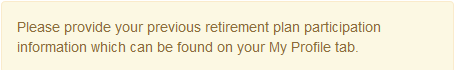 Please provide your previous retirement plan participation
information which can be found on your My Profile tab.